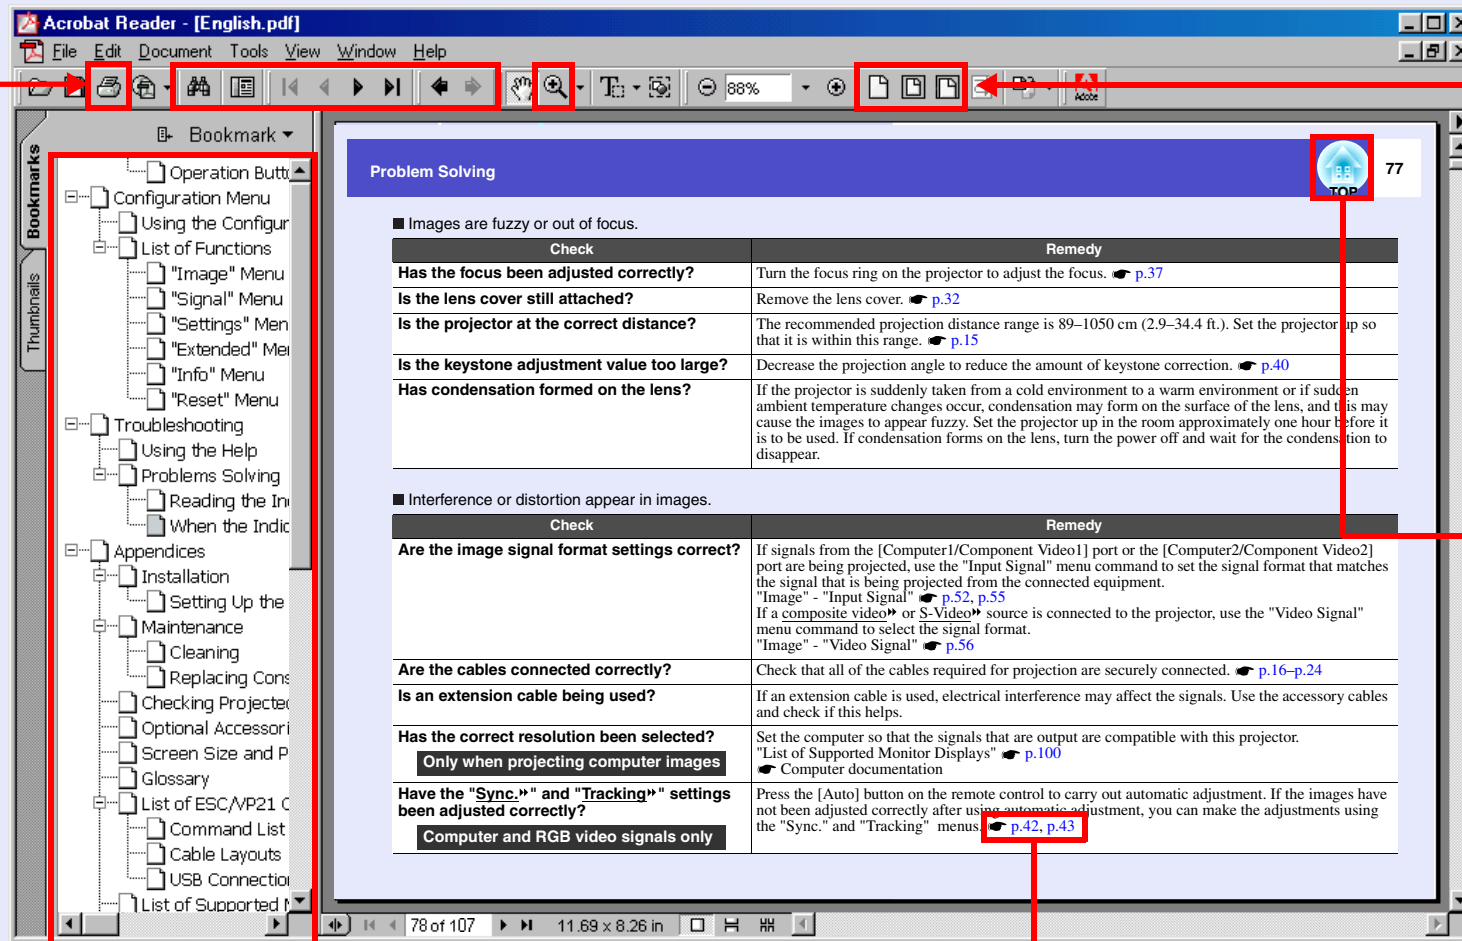 Acrobat Reader - [English.pdf]
File Edit Document Tools View Window Help
88%
Adobe
Bookmarks
Thumbnails
Bookmark
Operation Butt
Configuration Menu
Using the Configur
List of Functions
"Image" Menu
"Signal" Menu
"Settings" Men
"Extended" Me
"Info" Menu
"Reset" Menu
Troubleshooting
Using the Help
Problems Solving
Reading the In
When the Indic
Appendices
Installation
Setting Up the
Maintenance
Cleaning
Replacing Cons
Checking Projected
Optional Accessori
Screen Size and P
Glossary
List of ESC/VP21 C
Command List
Cable Layouts
USB Connection
List of Supported M
Problem Solving
TOP
77
■ Images are fuzzy or out of focus.
Check Remedy
Has the focus been adjusted correctly? Turn the focus ring on the projector to adjust the focus. ☛ p.37
Is the lens cover still attached? Remove the lens cover. ☛ p.32
Is the projector at the correct distance? The recommended projection distance range is 89–1050 cm (2.9–34.4 ft.). Set the projector up so
that it is within this range. ☛ p.15
Is the keystone adjustment value too large? Decrease the projection angle to reduce the amount of keystone correction. ☛ p.40
Has condensation formed on the lens? If the projector is suddenly taken from a cold environment to a warm environment or if sudden
ambient temperature changes occur, condensation may form on the surface of the lens, and this may
cause the images to appear fuzzy. Set the projector up in the room approximately one hour before it
is to be used. If condensation forms on the lens, turn the power off and wait for the condensation to
disappear.
■ Interference or distortion appear in images.
Check Remedy
Are the image signal format settings correct? If signals from the [Computer1/Component Video1] port or the [Computer2/Component Video2]
port are being projected, use the "Input Signal" menu command to set the signal format that matches
the signal that is being projected from the connected equipment.
"Image" - "Input Signal" ☛ p.52, p.55
If a composite video▸▸ or S-Video▸▸ source is connected to the projector, use the "Video Signal"
menu command to select the signal format.
"Image" - "Video Signal" ☛ p.56
Are the cables connected correctly? Check that all of the cables required for projection are securely connected. ☛ p.16–p.24
Is an extension cable being used? If an extension cable is used, electrical interference may affect the signals. Use the accessory cables
and check if this helps.
Has the correct resolution been selected? Set the computer so that the signals that are output are compatible with this projector.
Only when projecting computer images "List of Supported Monitor Displays" ☛ p.100
☛ Computer documentation
Have the "Sync.▸▸" and "Tracking▸▸" settings Press the [Auto] button on the remote control to carry out automatic adjustment. If the images have
been adjusted correctly? not been adjusted correctly after using automatic adjustment, you can make the adjustments using
Computer and RGB video signals only the "Sync." and "Tracking" menus. ☛ p.42, p.43
78 of 107 11.69 x 8.26 in